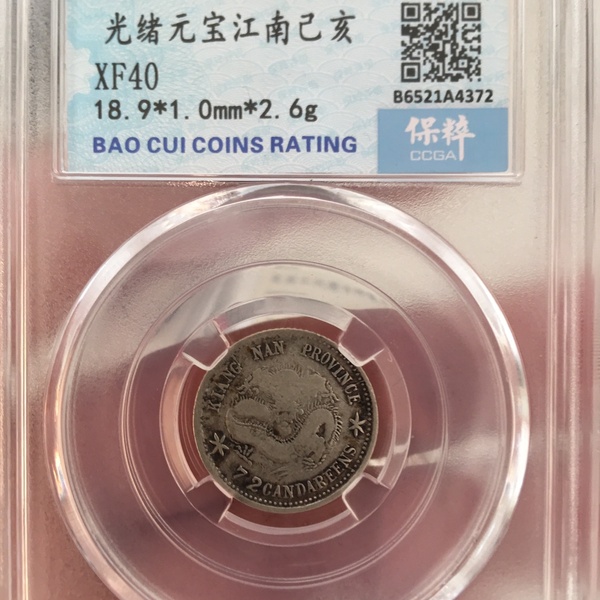 光绪元宝江南己亥
XF40
18.9*1.0mm*2.6g
BAO CUI COINS RATING
B6521A4372
保粹
CCGA
KYANG NAN PROVINCE
7 2 CANDAREENS